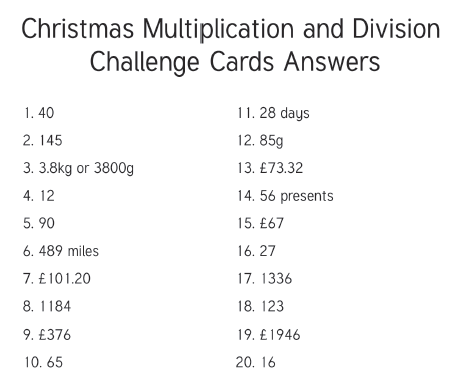 Christmas Multiplication and Division
Challenge Cards Answers
1. 40
2. 145
3. 3.8kg or 3800g
4. 12
5. 90
6. 489 miles
7. £101.20
8. 1184
9. £376
10. 65
11. 28 days
12. 85g
13. £73.32
14. 56 presents
15. £67
16. 27
17. 1336
18. 123
19. £1946
20. 16